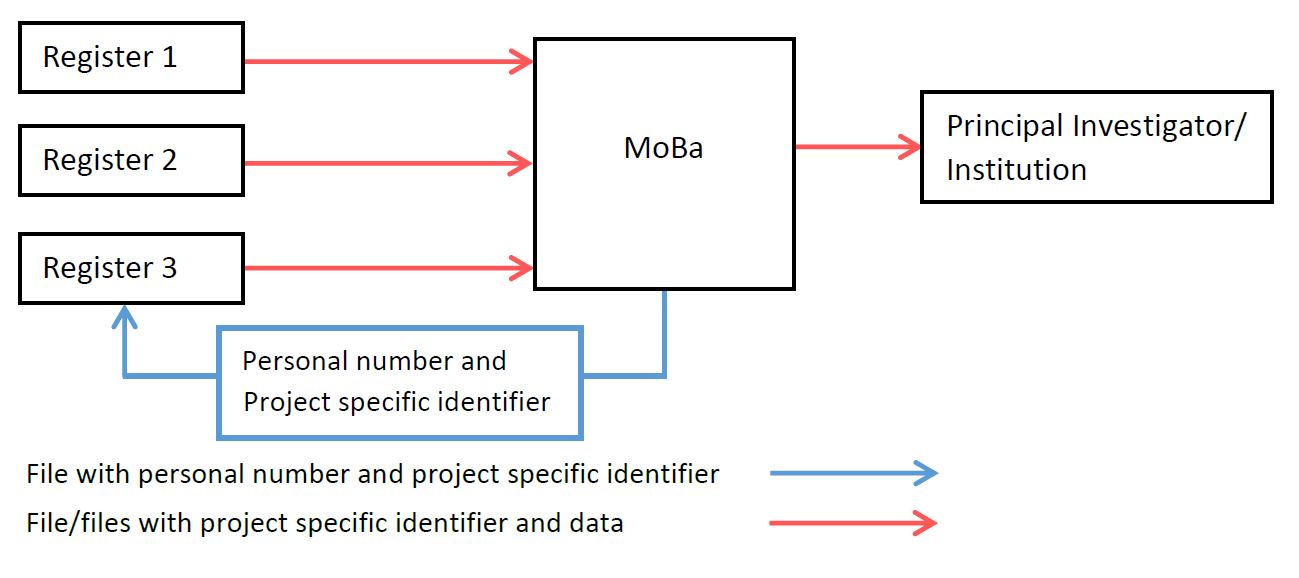 Register 1
Register 2
Register 3
MoBa
Principal Investigator/
Institution
Personal number and
Project specific identifier
File with personal number and project specific identifier
File/files with project specific identifier and data